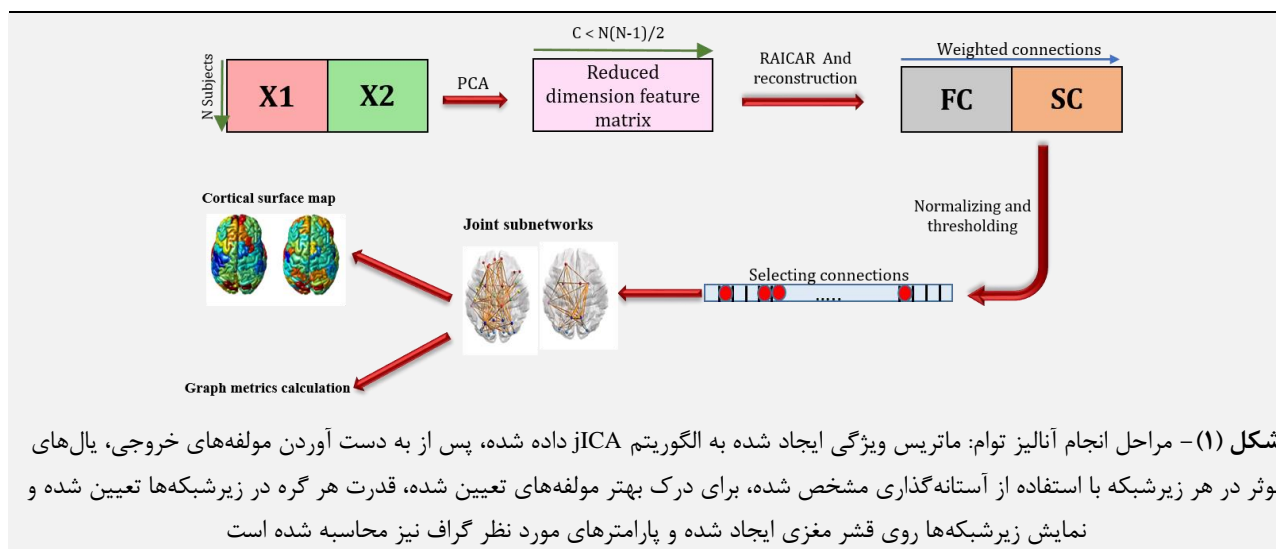 C < N(N-1)/2
N Subjects
X1
X2
PCA
Reduced
dimension feature
matrix
RAICAR And
reconstruction
Weighted connections
FC
SC
Normalizing and
thresholding
Selecting connections
.....
Joint subnetworks
Cortical surface map
Graph metrics calculation
شکل (۱)- مراحل انجام آنالیز توام: ماتریس ویژگی ایجاد شده به الگوریتم jICA داده شده، پس از به دست آوردن مولفه‌های خروجی، یال‌های
موثر در هر زیرشبکه با استفاده از آستانه‌گذاری مشخص شده، برای درک بهتر مولفه‌های تعیین شده، قدرت هر گره در زیرشبکه‌ها تعیین شده و
نمایش زیرشبکه‌ها روی قشر مغزی ایجاد شده و پارامترهای مورد نظر گراف نیز محاسبه شده است